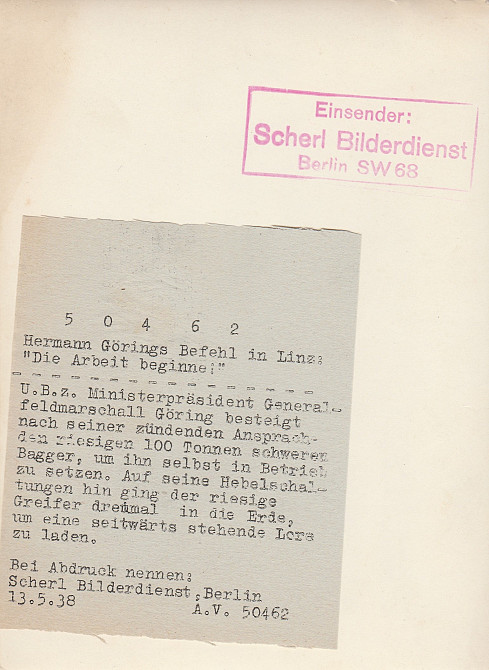 Einsender:
Scherl Bilderdienst
Berlin SW 68
5 0 4 6 2
Hermann Görings Befehl in Linz:
"Die Arbeit beginne!"
U.B.z. Ministerpräsident General-
feldmarschall Göring besteigt
nach seiner zündenden Ansprach-
den riesigen 100 Tonnen schweren
Bagger, um ihn selbst in Betrieb
zu setzen. Auf seine Hebelschal-
tungen hin ging der riesige
Greifer dreimal in die Erde,
um eine seitwärts stehende Lore
zu laden.
Bei Abdruck nennen:
Scherl Bilderdienst, Berlin
13.5.38 A.V. 50462